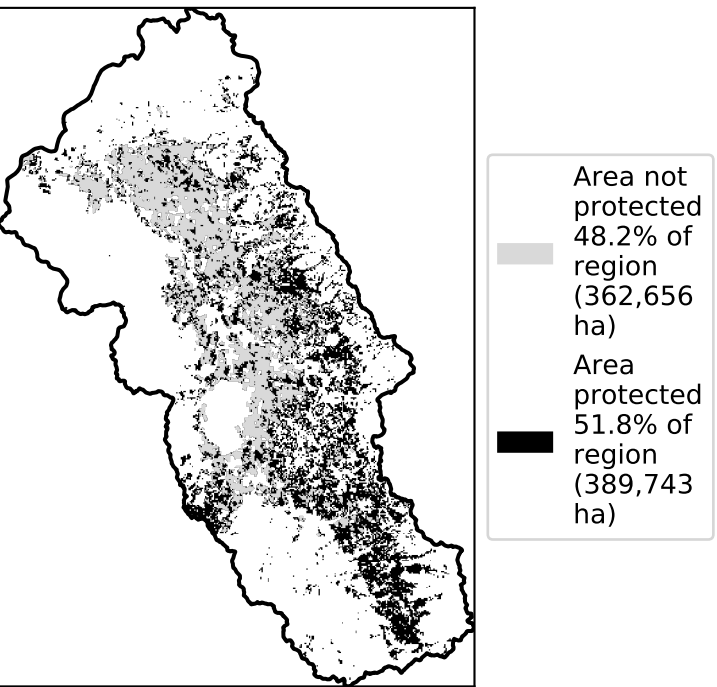 Area not
protected
48.2% of
region
(362,656
ha)
Area
protected
51.8% of
region
(389,743
ha)